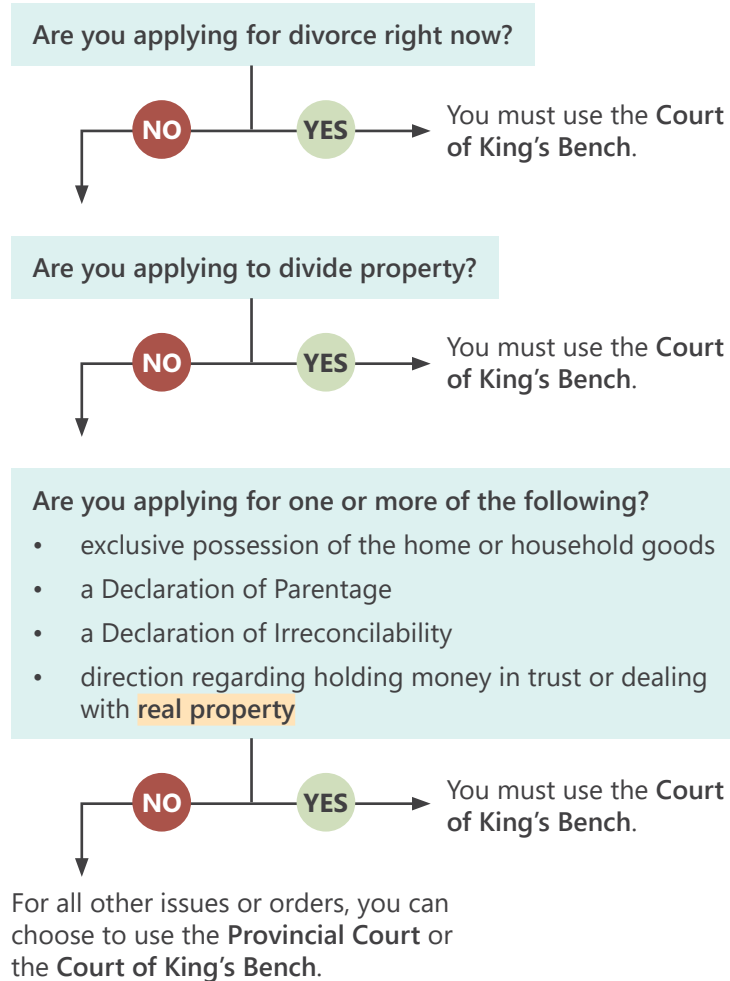 Are you applying for divorce right now?
NO
YES
You must use the Court
of King's Bench.
Are you applying to divide property?
NO
YES
You must use the Court
of King's Bench.
Are you applying for one or more of the following?
• exclusive possession of the home or household goods
• a Declaration of Parentage
• a Declaration of Irreconcilability
• direction regarding holding money in trust or dealing
with real property
NO
YES
You must use the Court
of King's Bench.
For all other issues or orders, you can
choose to use the Provincial Court or
the Court of King's Bench.